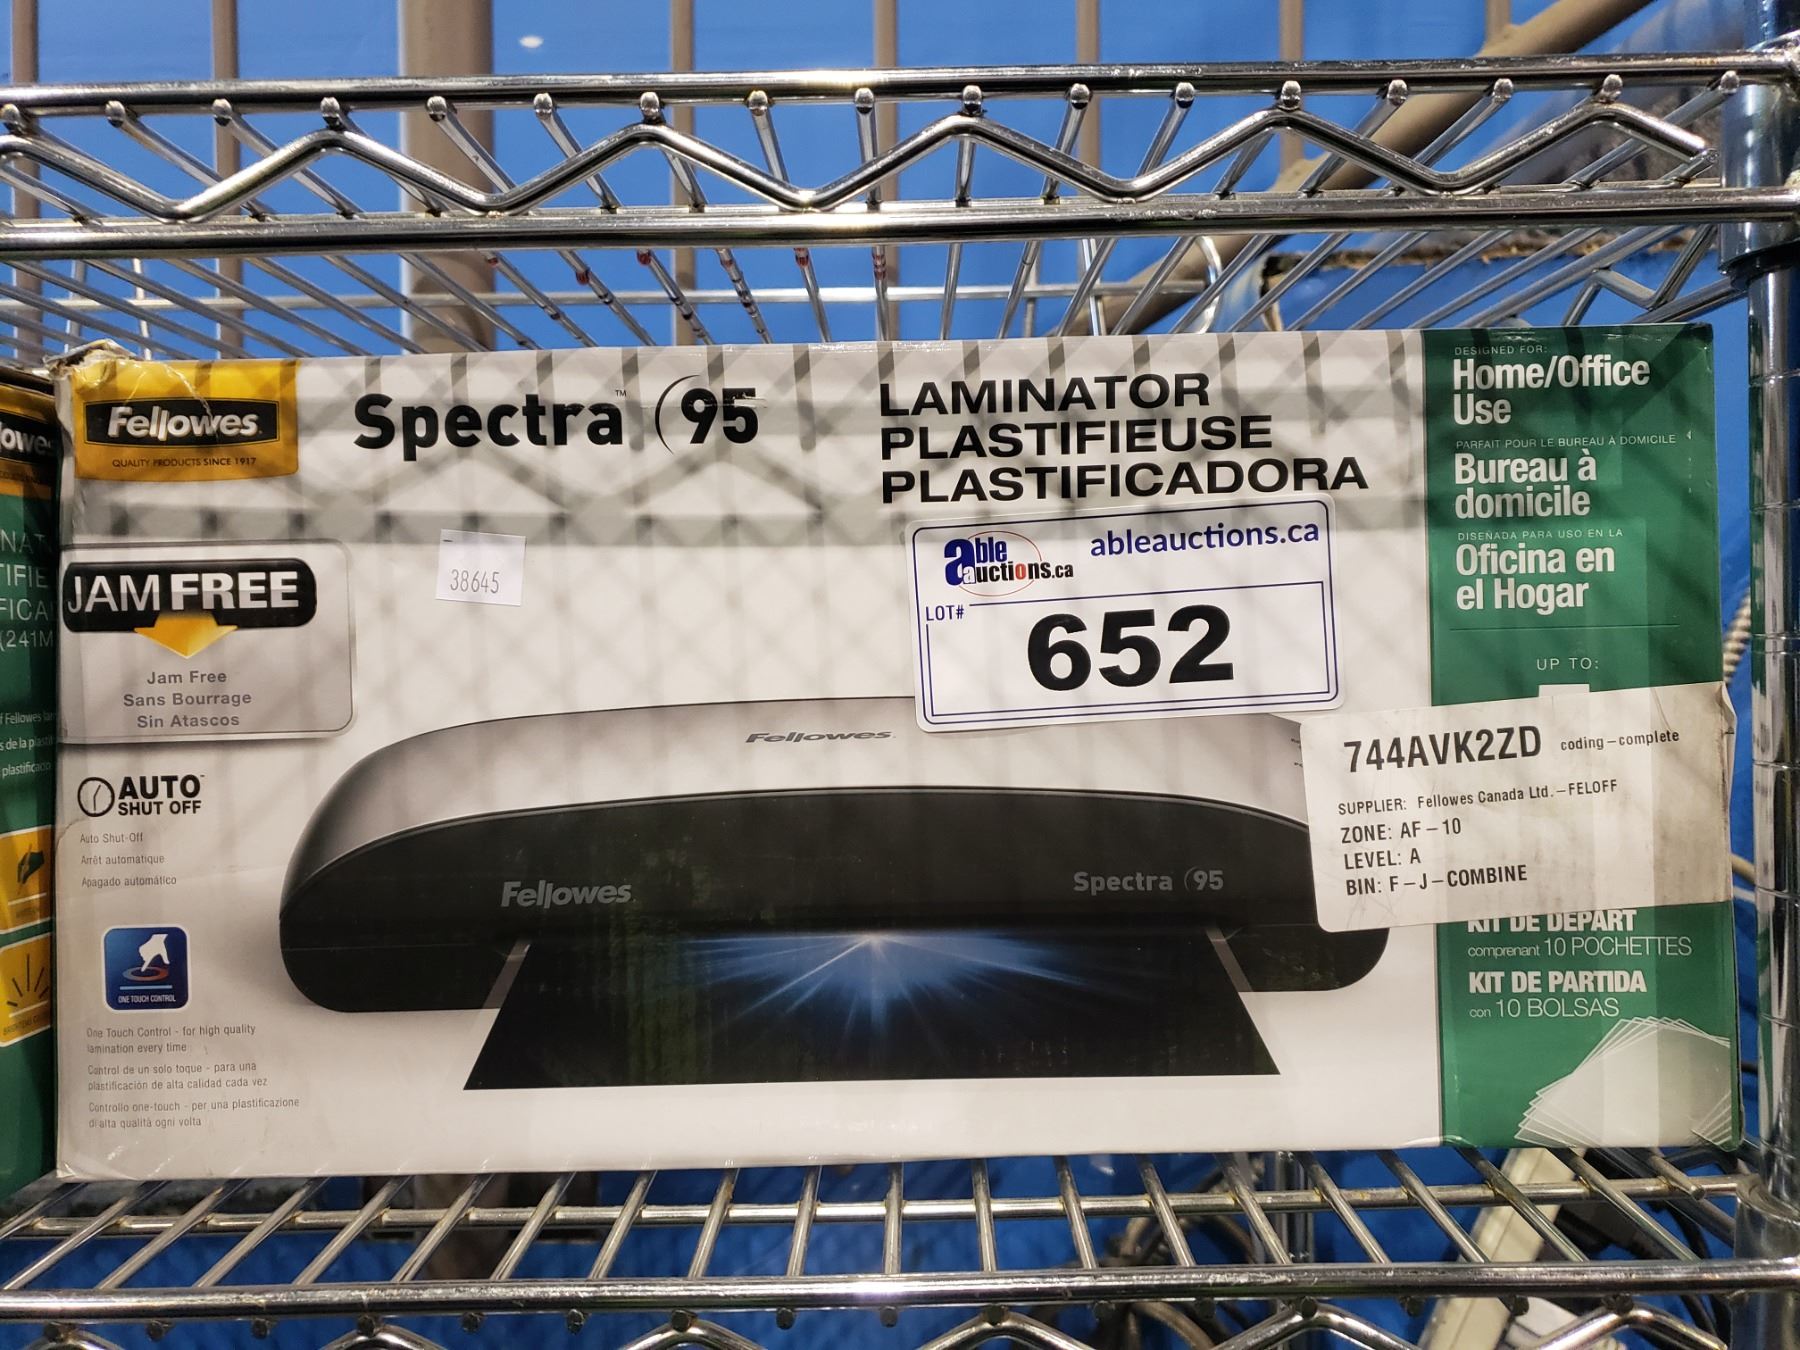 Fellowes
QUALITY PRODUCTS SINCE 1917
Spectra™ 95
LAMINATOR
PLASTIFIEUSE
PLASTIFICADORA
DESIGNED FOR:
Home/Office
Use
PARFAIT POUR LE BUREAU À DOMICILE
Bureau à
domicile
DISEÑADA PARA USO EN LA
Oficina en
el Hogar
UP TO:
JAM FREE
Jam Free
Sans Bourrage
Sin Atascos
38645
able auctions.ca
ableauctions.ca
LOT#
652
AUTO
SHUT OFF
Auto Shut-Off
Arrêt automatique
Apagado automático
ONE TOUCH CONTROL
One Touch Control - for high quality
lamination every time
Control de un solo toque - para una
plastificación de alta calidad cada vez
Controllo one-touch - per una plastificazione
di alta qualità ogni volta
Fellowes
Fellowes
Spectra 95
744AVK2ZD coding-complete
SUPPLIER: Fellowes Canada Ltd.-FELOFF
ZONE: AF-10
LEVEL: A
BIN: F-J-COMBINE
KIT DE DÉPART
comprenant 10 POCHETTES
KIT DE PARTIDA
con 10 BOLSAS